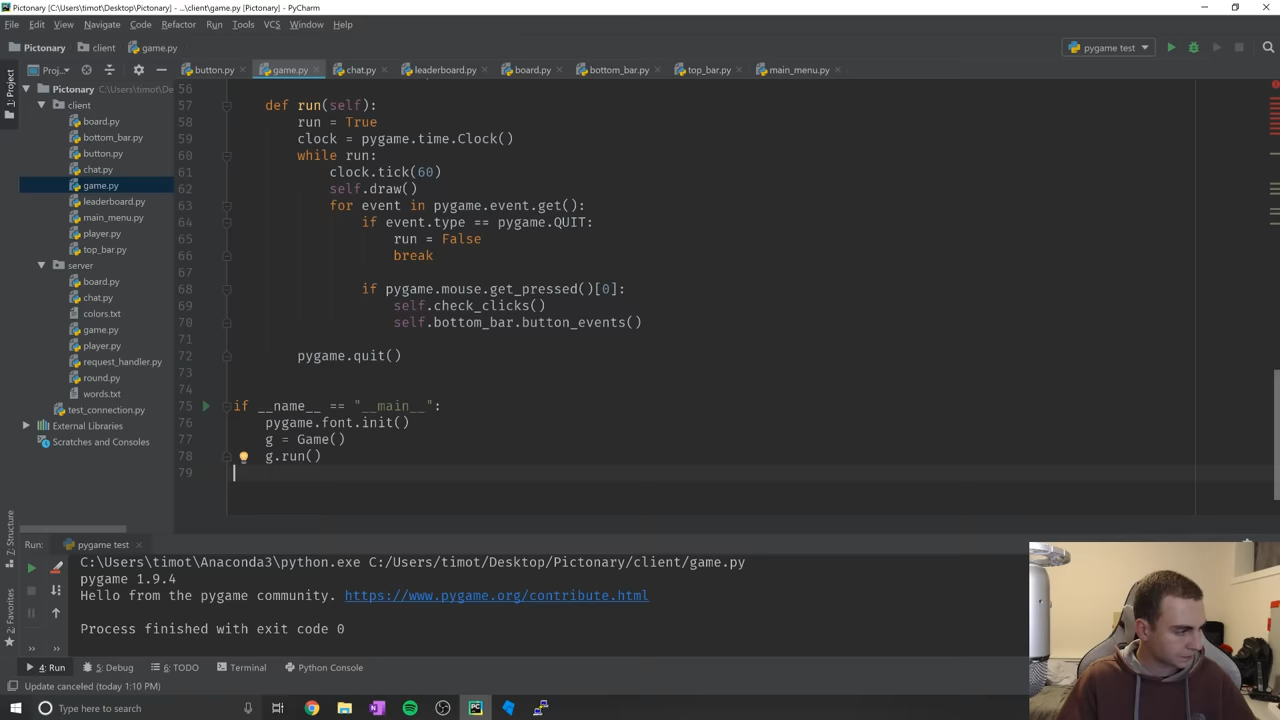 Pictonary [C:\Users\timot\Desktop\Pictonary] - ...\client\game.py [Pictonary] - PyCharm
File Edit View Navigate Code Refactor Run Tools VCS Window Help
Pictonary client game.py
pygame test
1: Project
Proj...
button.py game.py chat.py leaderboard.py board.py bottom_bar.py top_bar.py main_menu.py
Pictonary C:\Users\timot\De
client
board.py
bottom_bar.py
button.py
chat.py
game.py
leaderboard.py
main_menu.py
player.py
top_bar.py
server
board.py
chat.py
colors.txt
game.py
player.py
request_handler.py
round.py
words.txt
test_connection.py
External Libraries
Scratches and Consoles
56
57 def run(self):
58 run = True
59 clock = pygame.time.Clock()
60 while run:
61 clock.tick(60)
62 self.draw()
63 for event in pygame.event.get():
64 if event.type == pygame.QUIT:
65 run = False
66 break
67
68 if pygame.mouse.get_pressed()[0]:
69 self.check_clicks()
70 self.bottom_bar.button_events()
71
72 pygame.quit()
73
74
75 if __name__ == "__main__":
76 pygame.font.init()
77 g = Game()
78 g.run()
79
Z: Structure
2: Favorites
Run: pygame test
C:\Users\timot\Anaconda3\python.exe C:/Users/timot/Desktop/Pictonary/client/game.py
pygame 1.9.4
Hello from the pygame community. https://www.pygame.org/contribute.html
Process finished with exit code 0
4: Run 5: Debug 6: TODO Terminal Python Console
Update canceled (today 1:10 PM)
Type here to search